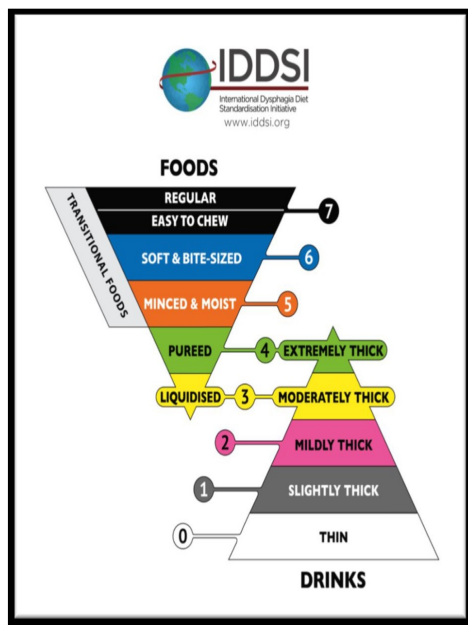 IDDSI
International Dysphagia Diet
Standardisation Initiative
www.iddsi.org
FOODS
TRANSITIONAL FOODS
REGULAR
EASY TO CHEW
7
SOFT & BITE-SIZED
6
MINCED & MOIST
5
PUREED
4
EXTREMELY THICK
LIQUIDISED
3
MODERATELY THICK
2
MILDLY THICK
1
SLIGHTLY THICK
0
THIN
DRINKS